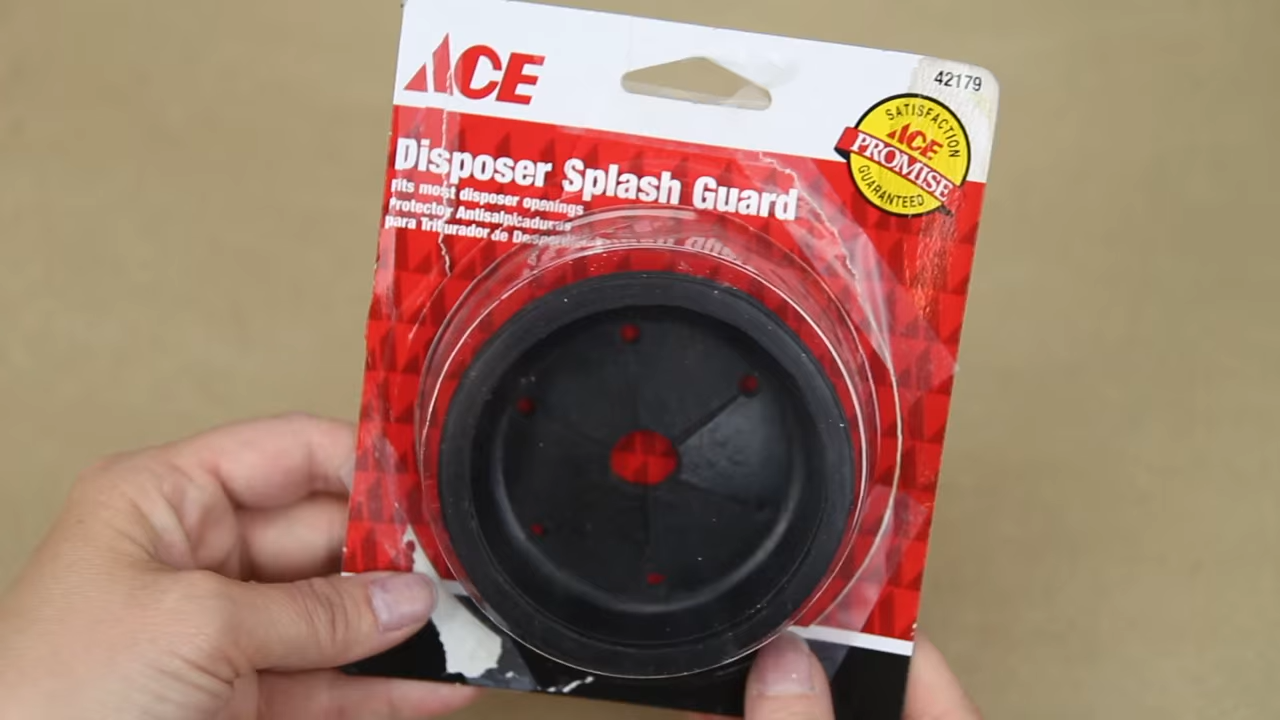 ACE
42179
SATISFACTION
ACE
PROMISE
GUARANTEED
Disposer Splash Guard
Fits most disposer openings
Protector Antisalpicaduras
para Triturador de